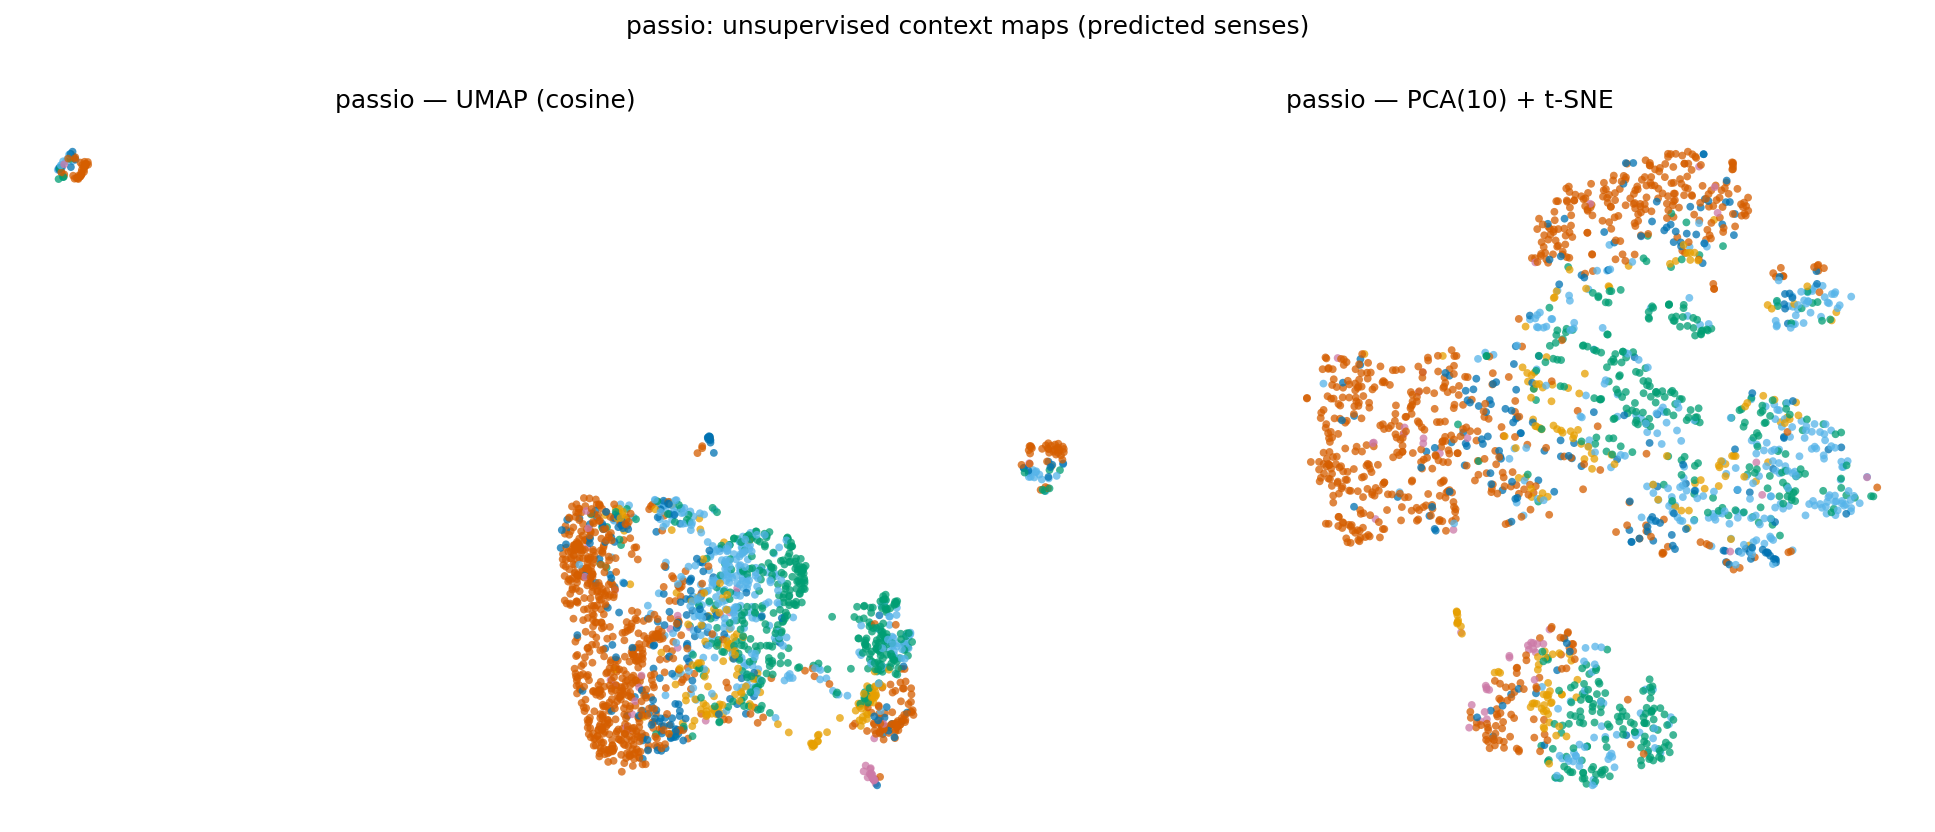 passio: unsupervised context maps (predicted senses)
passio — UMAP (cosine)
passio — PCA(10) + t-SNE